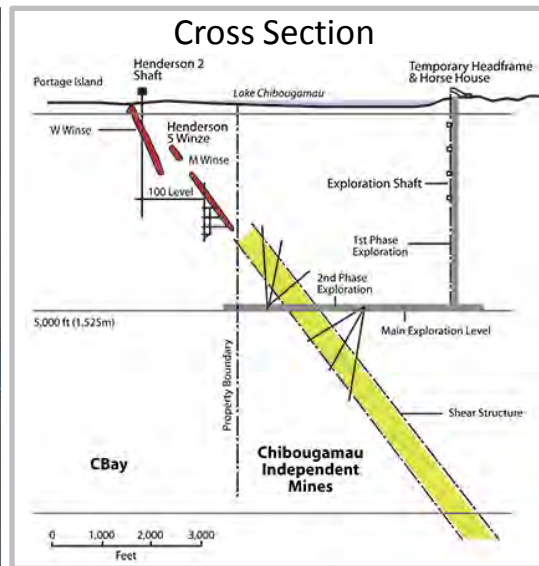 Cross Section
Henderson 2
Shaft
Temporary Headframe
& Horse House
Portage Island
Lake Chibougamau
W Winse
Henderson
5 Winze
M Winse
100 Level
Exploration Shaft
1st Phase
Exploration
2nd Phase
Exploration
5,000 ft (1,525m)
Main Exploration Level
Property Boundary
Shear Structure
CBay
Chibougamau
Independent
Mines
0 1,000 2,000 3,000
Feet